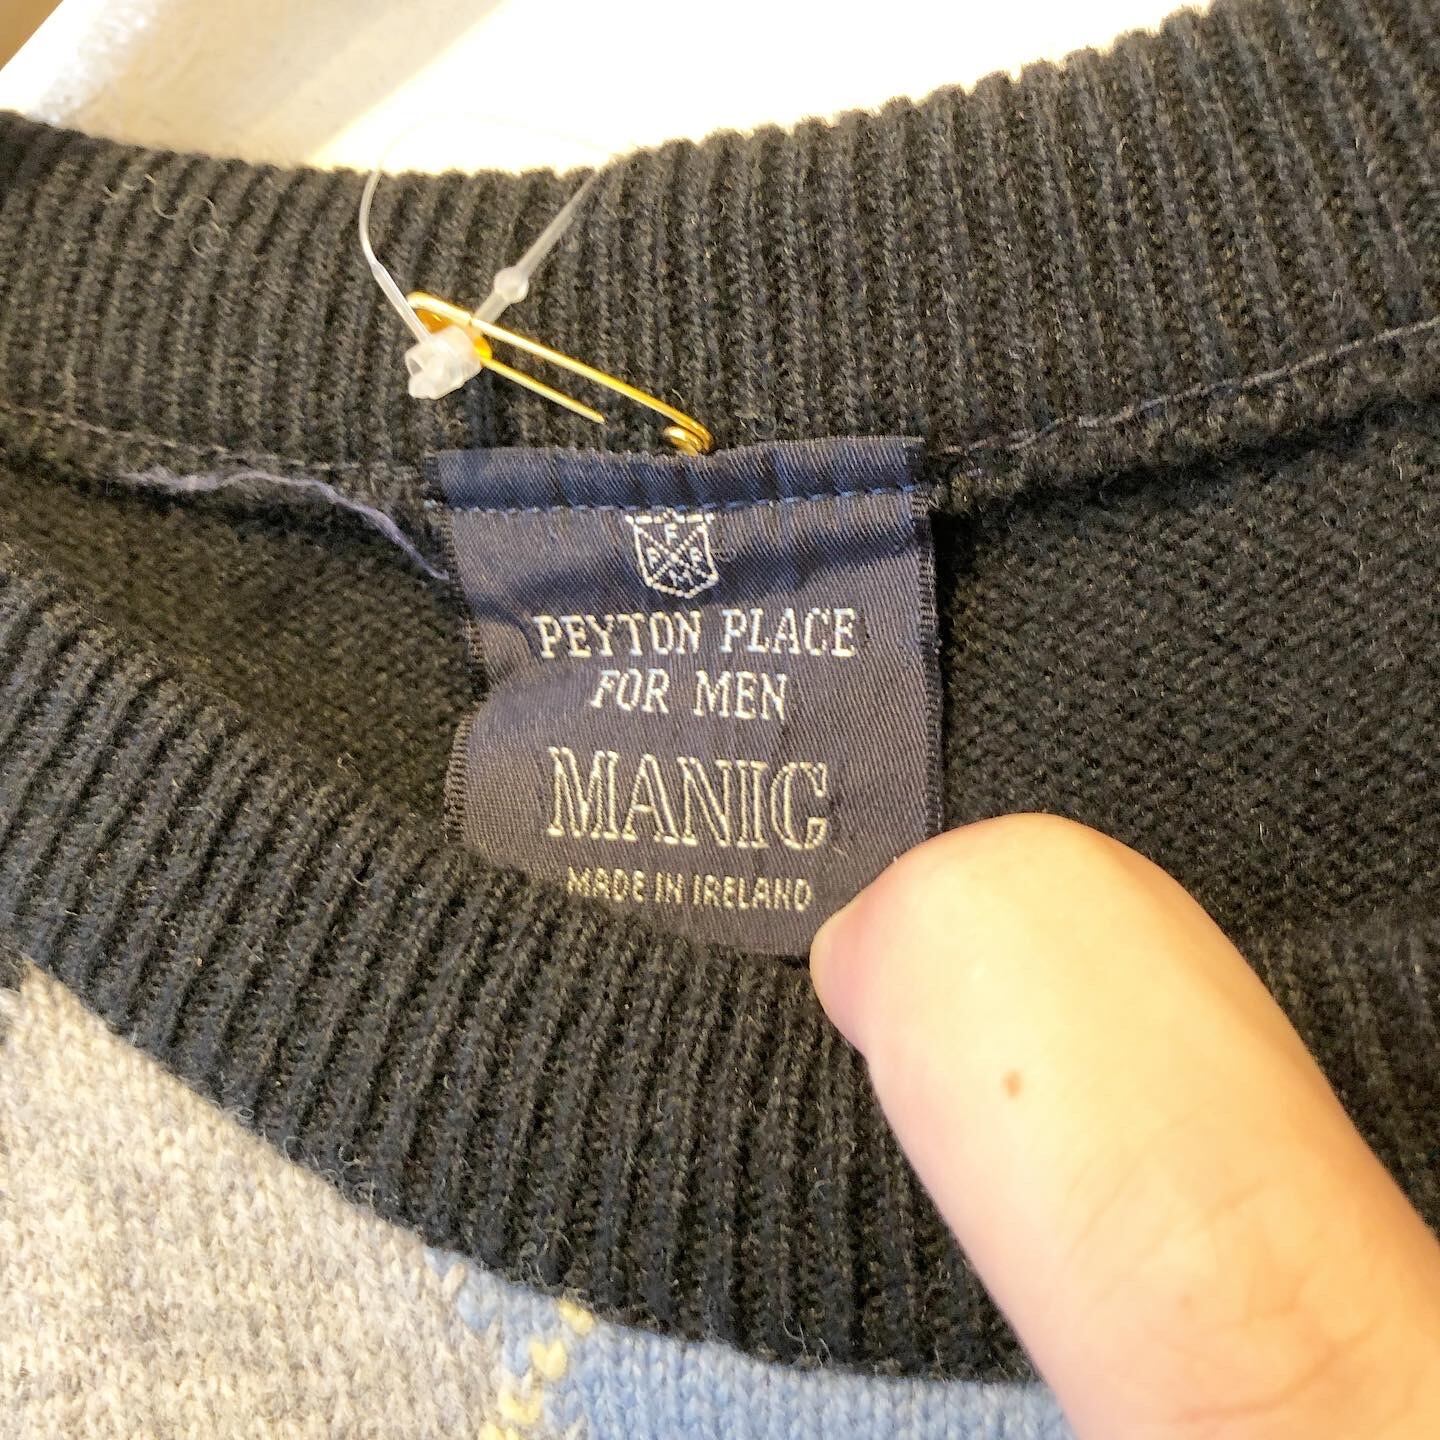 PEYTON PLACE
FOR MEN
MANIC
MADE IN IRELAND